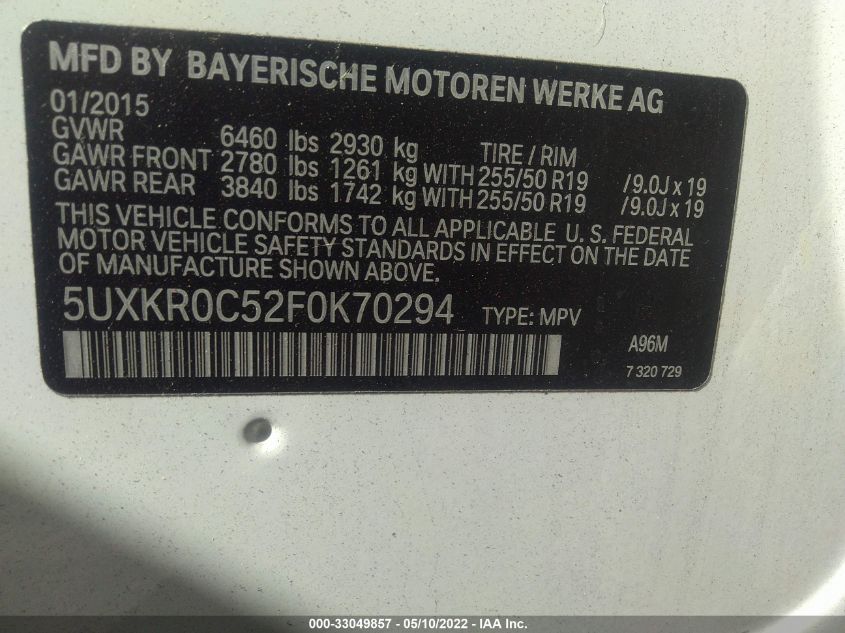 MFD BY BAYERISCHE MOTOREN WERKE AG
01/2015
GVWR 6460 lbs 2930 kg TIRE / RIM
GAWR FRONT 2780 lbs 1261 kg WITH 255/50 R19 /9.0J x 19
GAWR REAR 3840 lbs 1742 kg WITH 255/50 R19 /9.0J x 19
THIS VEHICLE CONFORMS TO ALL APPLICABLE U. S. FEDERAL
MOTOR VEHICLE SAFETY STANDARDS IN EFFECT ON THE DATE
OF MANUFACTURE SHOWN ABOVE.
5UXKR0C52F0K70294 TYPE: MPV
A96M
7 320 729
000-33049857 - 05/10/2022 - IAA Inc.